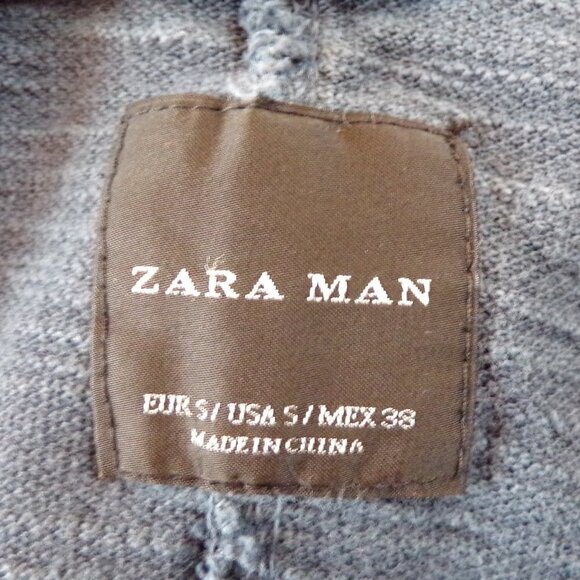 ZARA MAN
EUR S / USA S / MEX 38
MADE IN CHINA